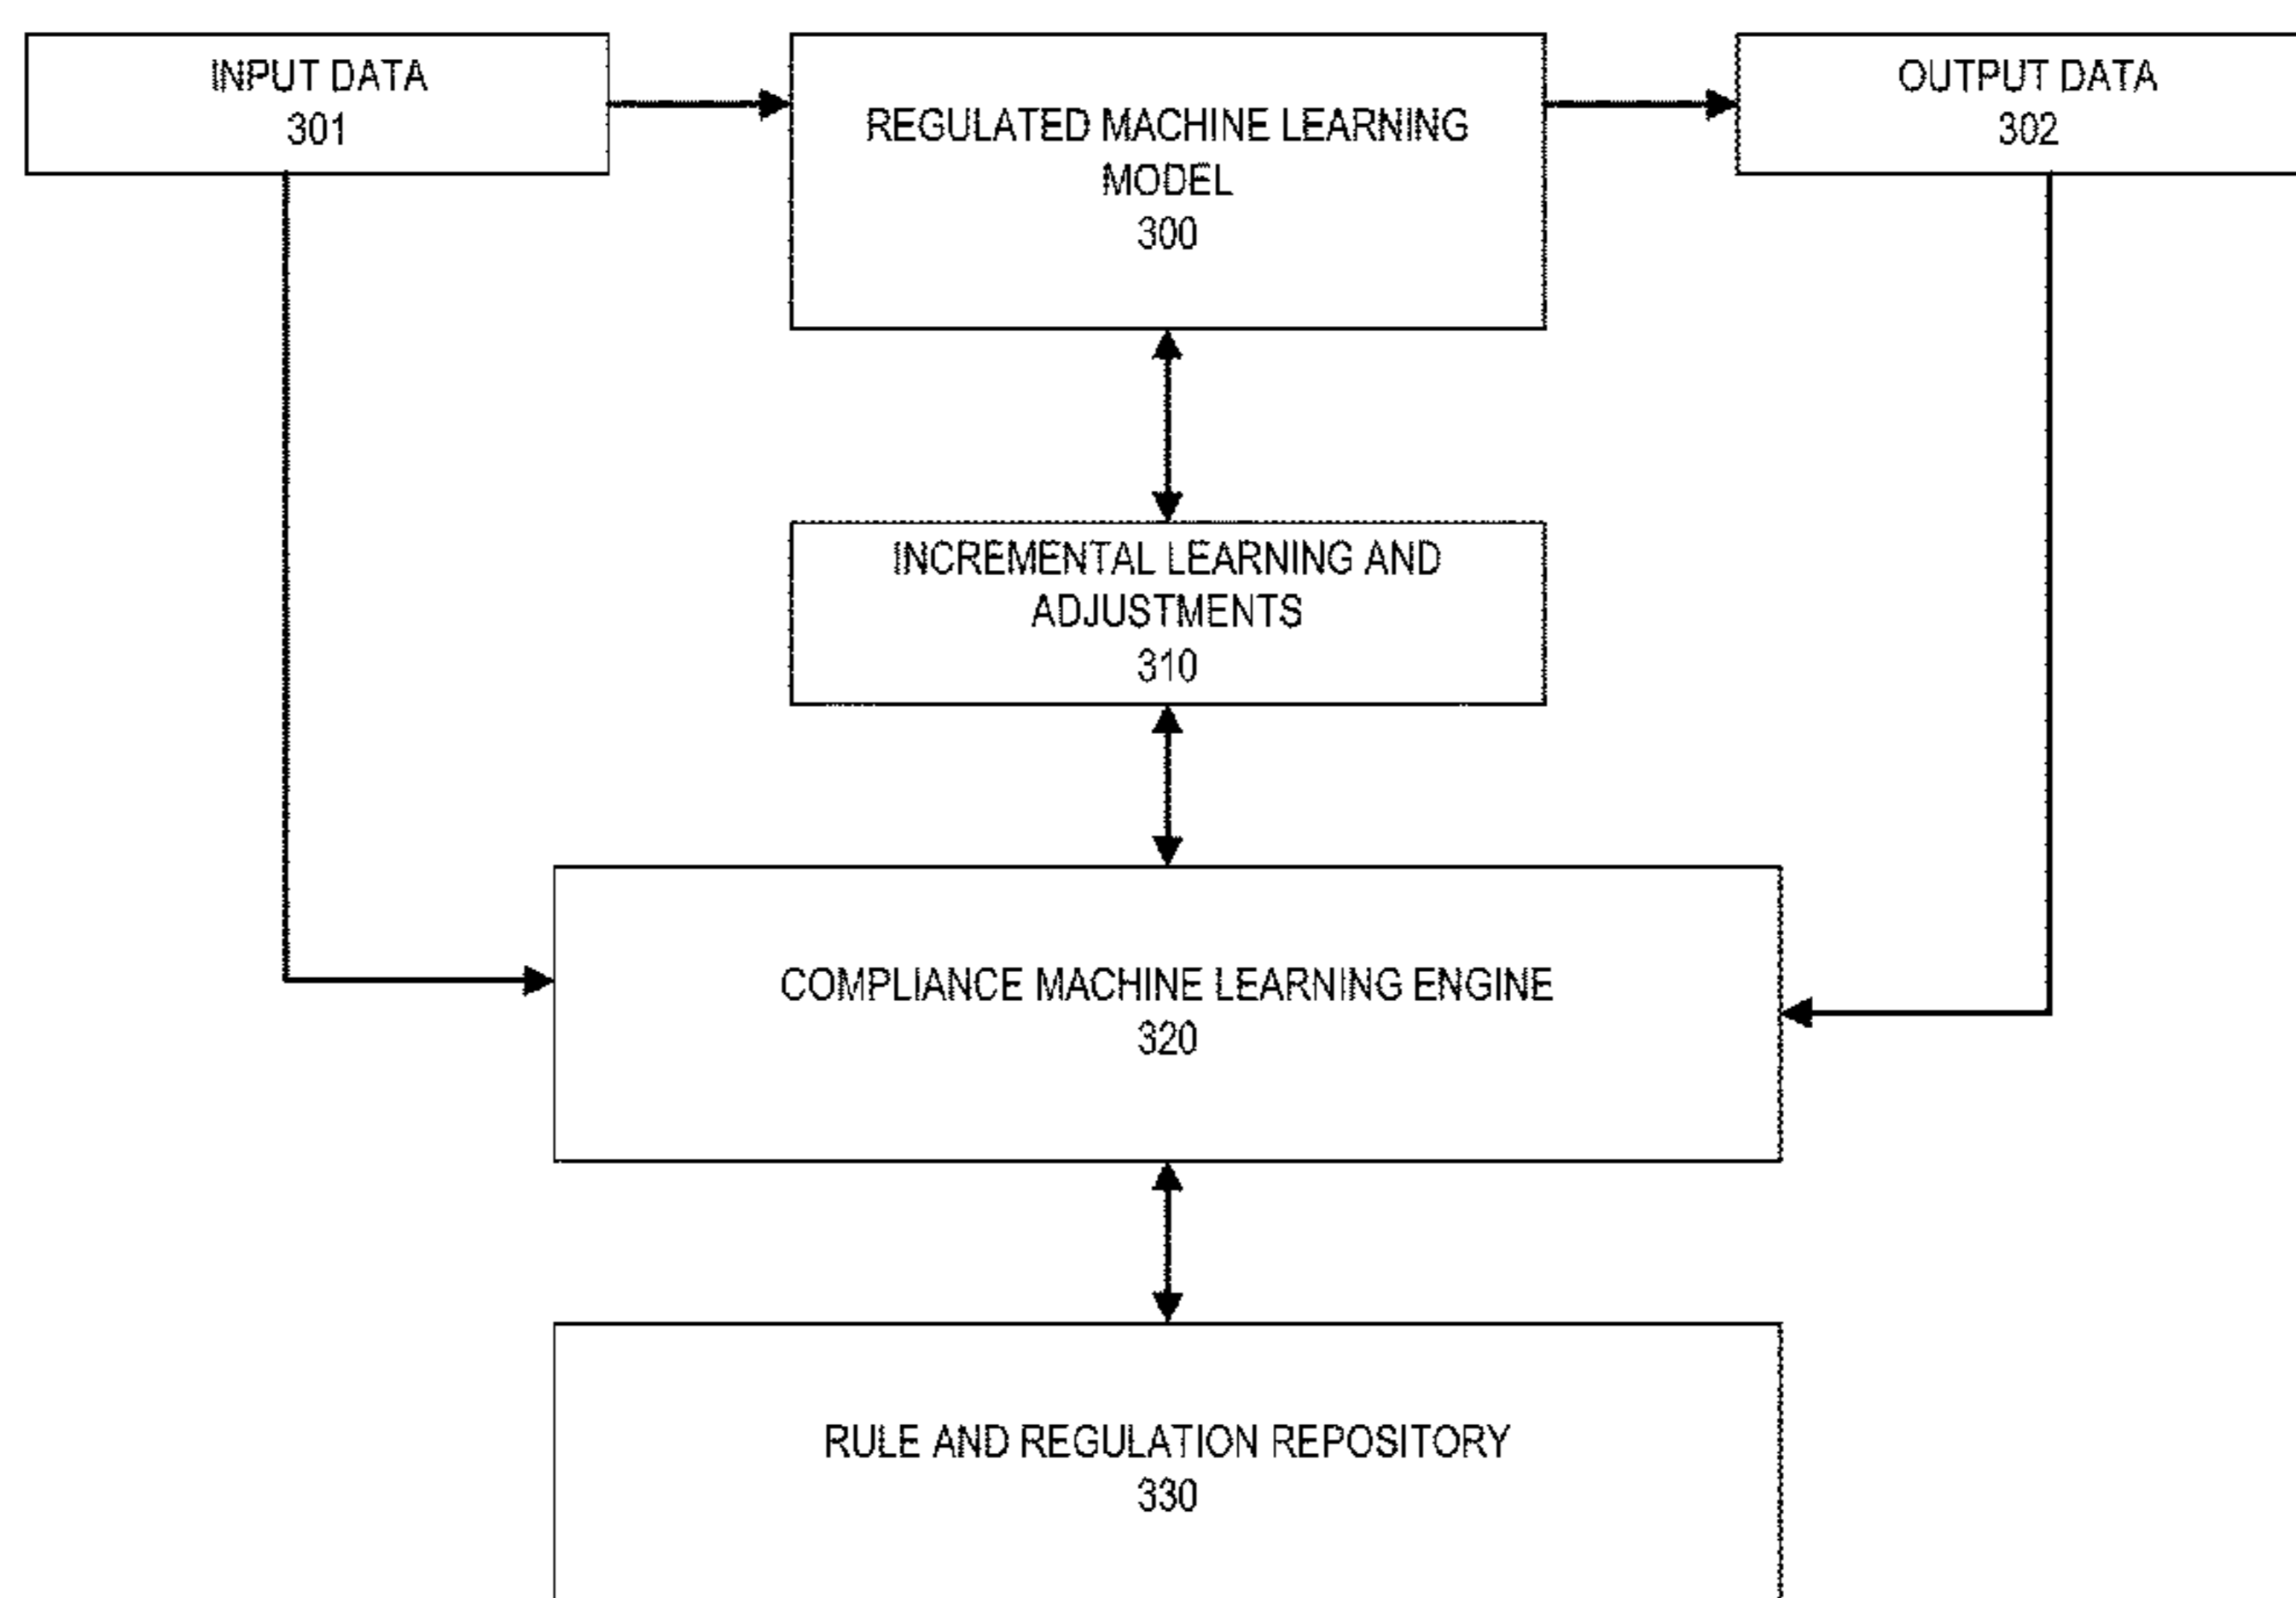 INPUT DATA
301
REGULATED MACHINE LEARNING
MODEL
300
OUTPUT DATA
302
INCREMENTAL LEARNING AND
ADJUSTMENTS
310
COMPLIANCE MACHINE LEARNING ENGINE
320
RULE AND REGULATION REPOSITORY
330